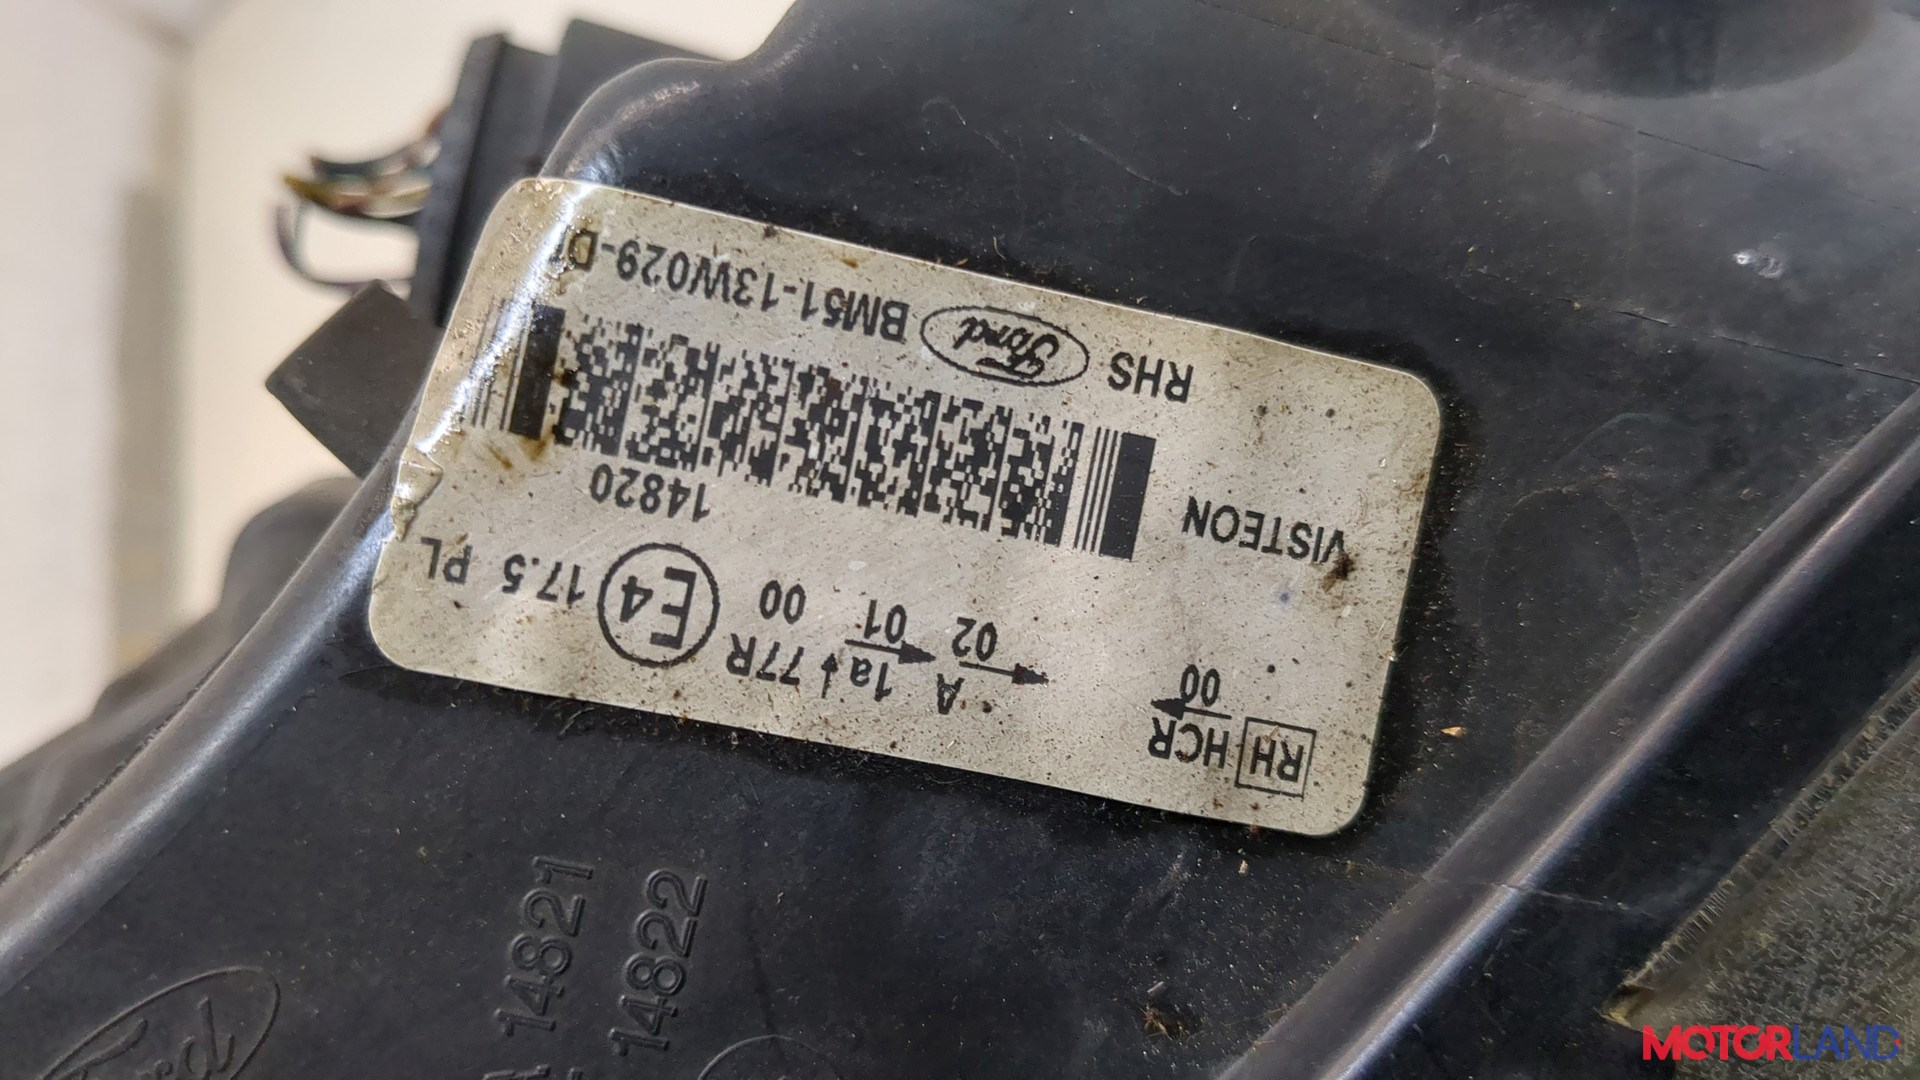 RH HCR A 1a 77R E4 17.5 PL
00 02 01 00
14820
VISTEON
RHS Ford BM51-13W029-D
14821
14822
Ford
MOTORLAND